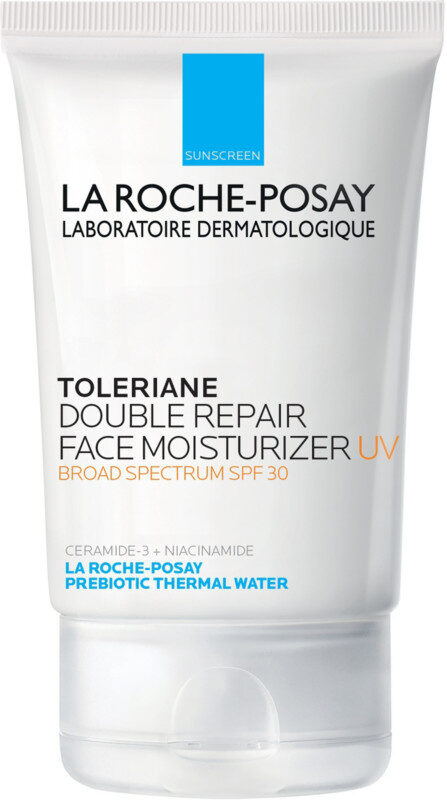 SUNSCREEN
LA ROCHE-POSAY
LABORATOIRE DERMATOLOGIQUE
TOLERIANE
DOUBLE REPAIR
FACE MOISTURIZER UV
BROAD SPECTRUM SPF 30
CERAMIDE-3 + NIACINAMIDE
LA ROCHE-POSAY
PREBIOTIC THERMAL WATER